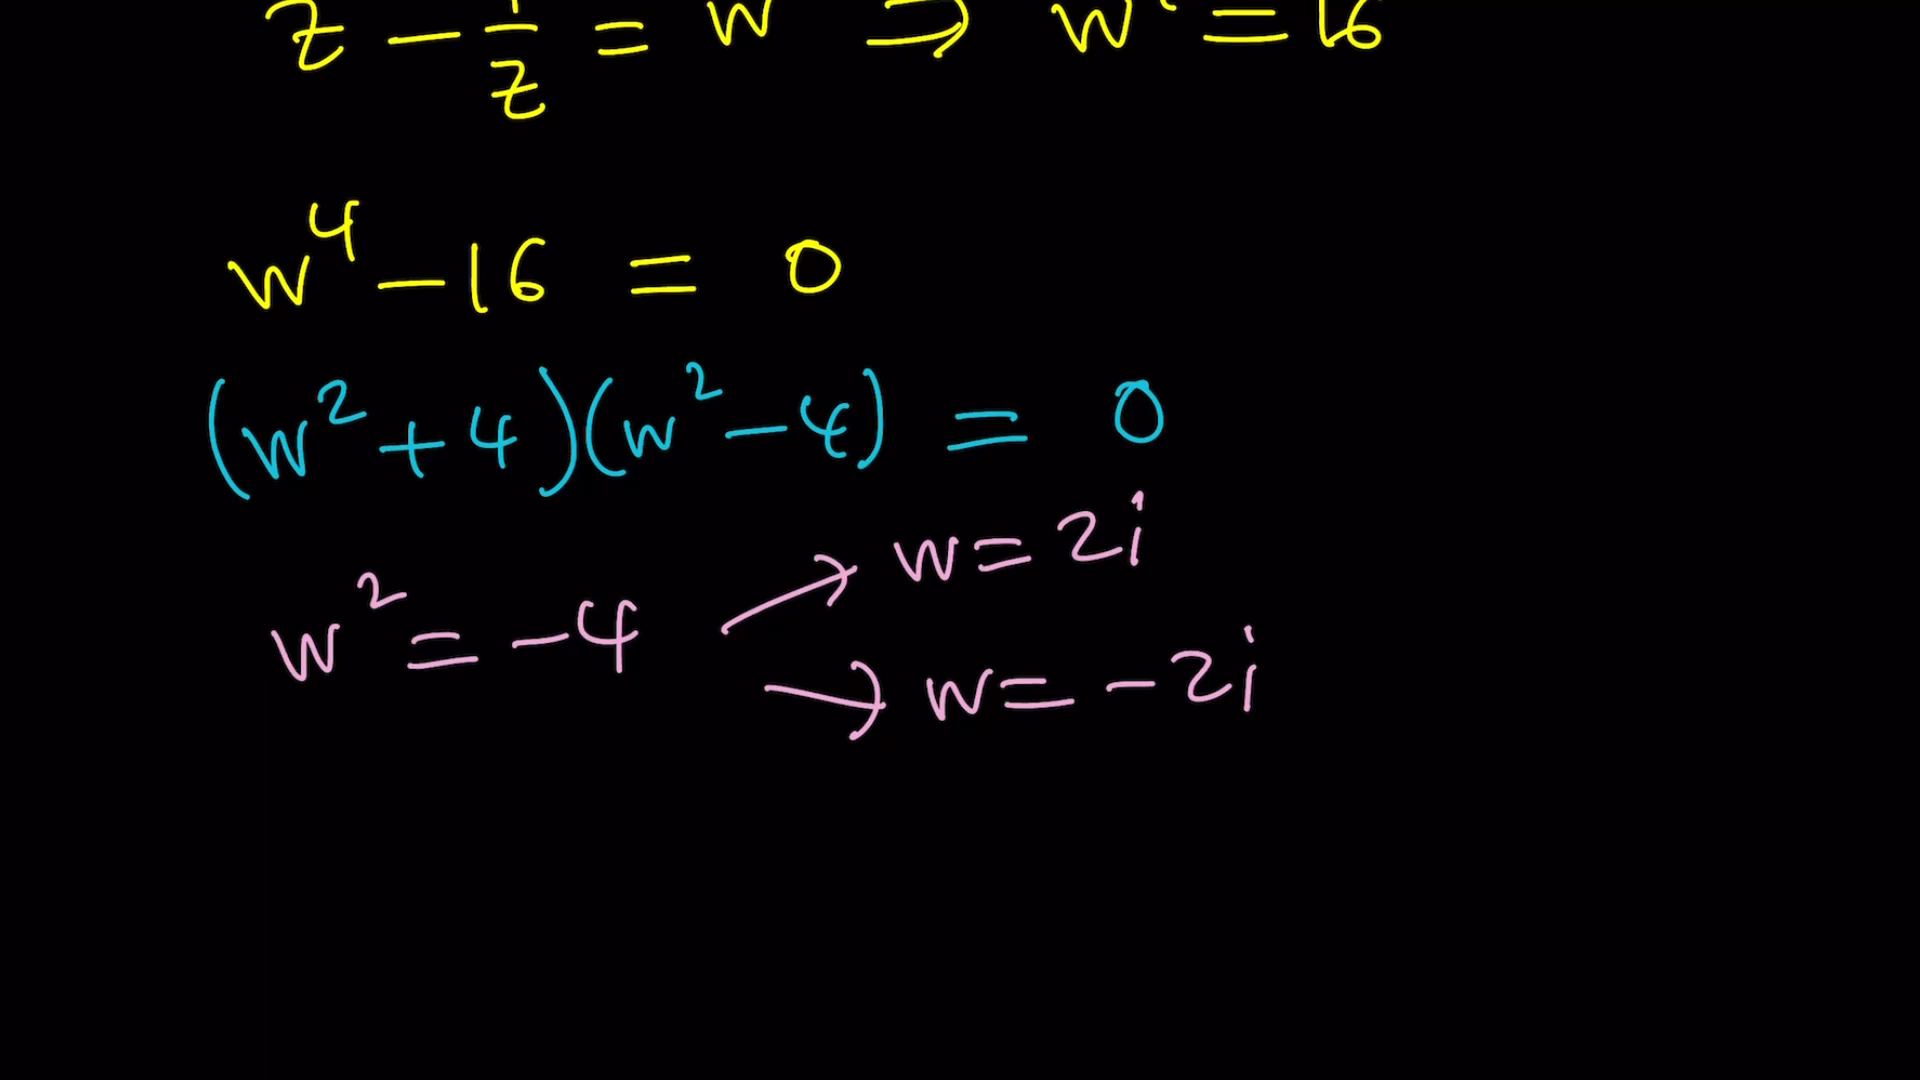 z - 1/z = w ⇒ w⁴ = 16
w⁴ - 16 = 0
(w² + 4)(w² - 4) = 0
w = 2i
w² = -4
w = -2i